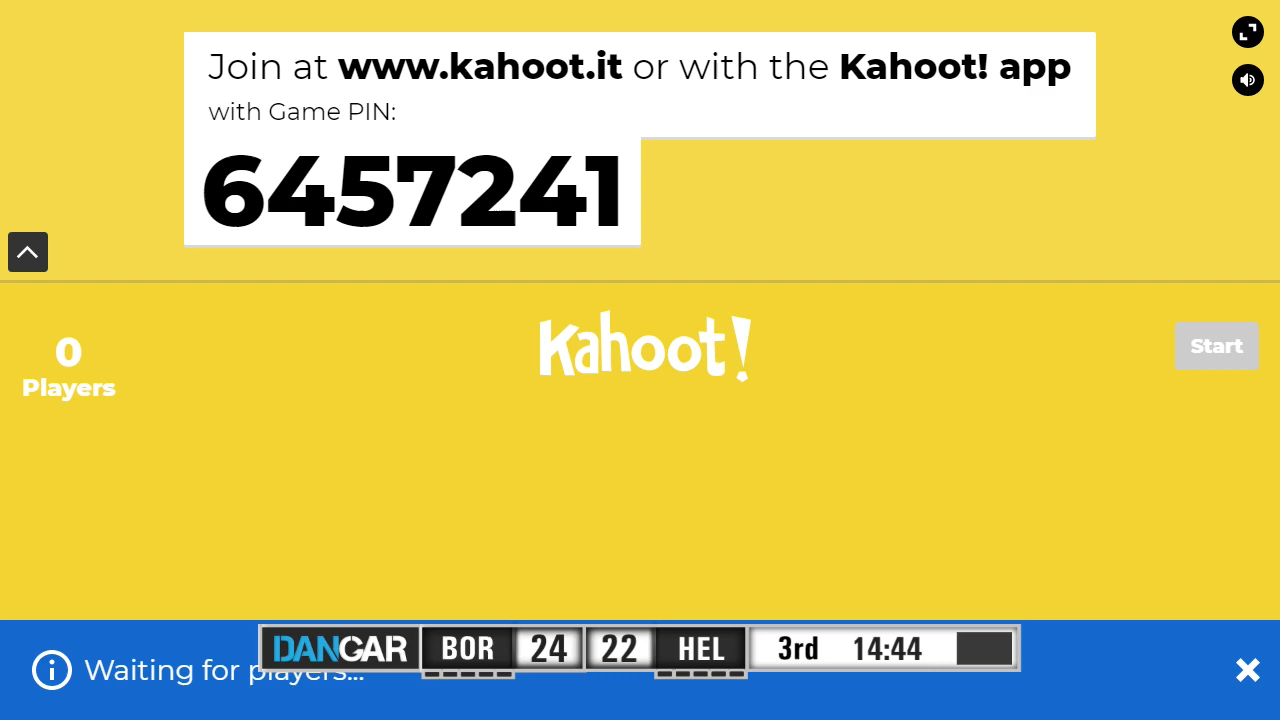 Join at www.kahoot.it or with the Kahoot! app
with Game PIN:
6457241
0
Players
Kahoot!
Start
Waiting for players...
DANCAR BOR 24 22 HEL 3rd 14:44